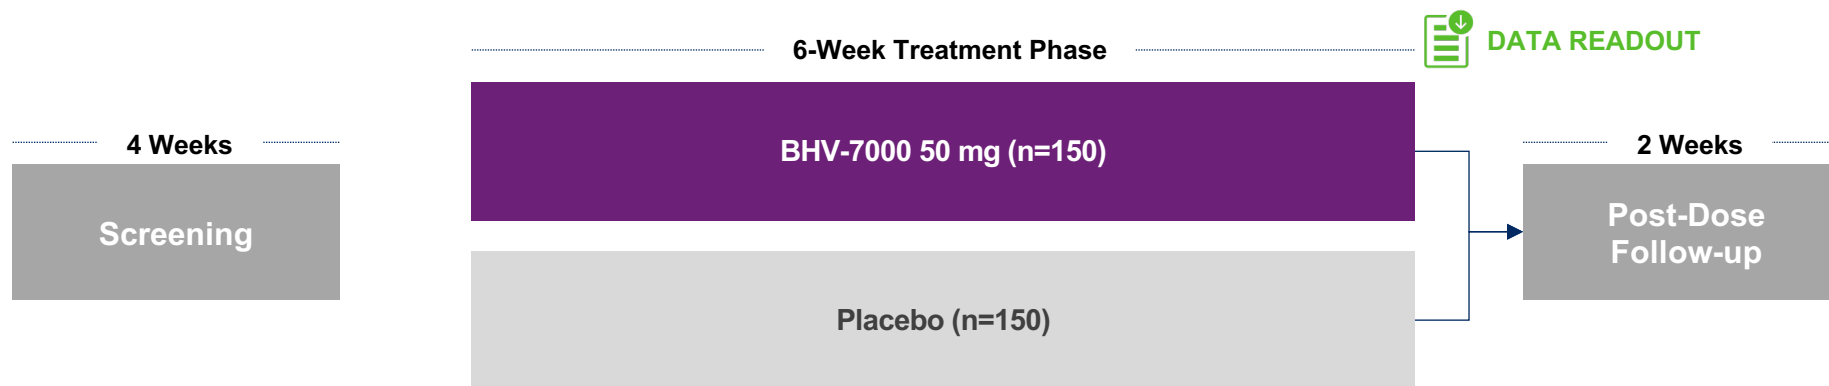 4 Weeks
Screening
6-Week Treatment Phase
BHV-7000 50 mg (n=150)
Placebo (n=150)
DATA READOUT
2 Weeks
Post-Dose
Follow-up